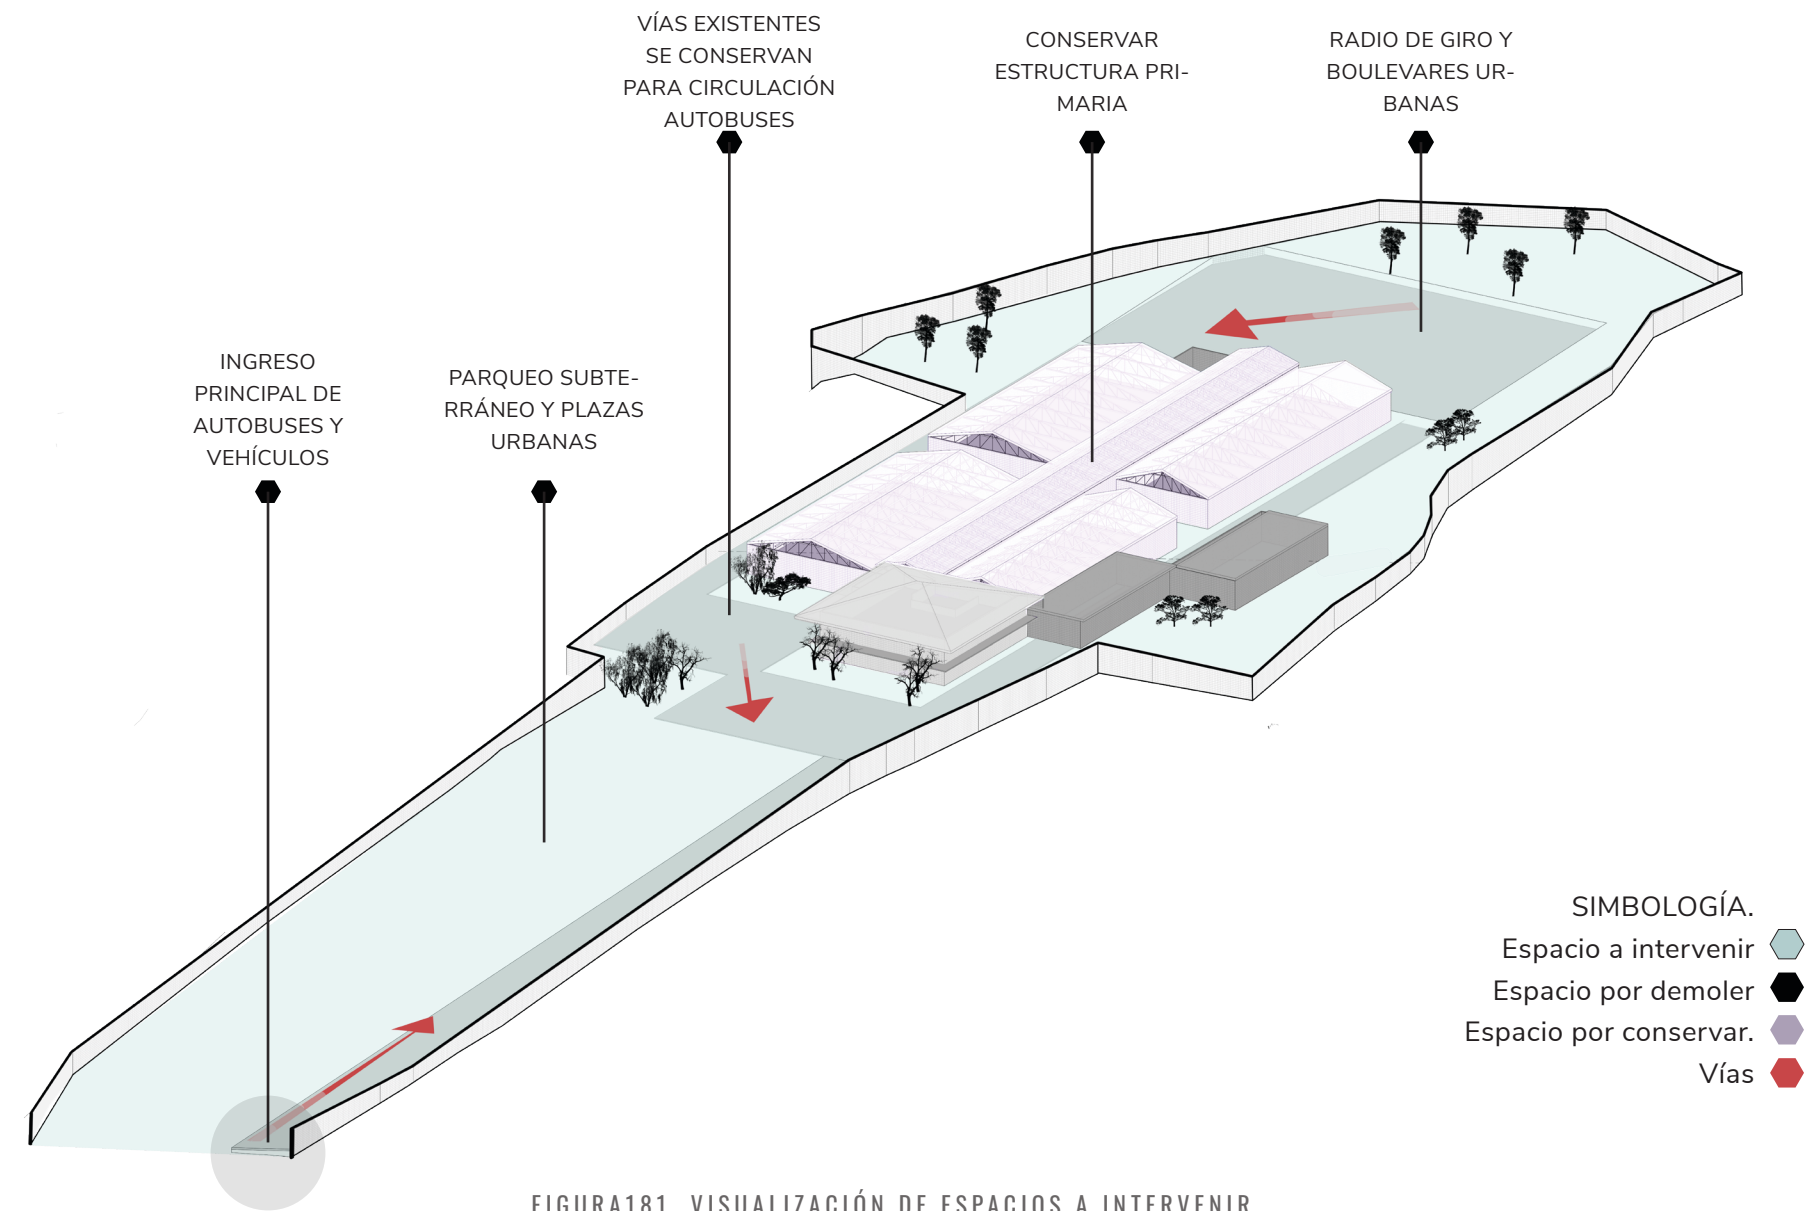 VÍAS EXISTENTES
SE CONSERVAN
PARA CIRCULACIÓN
AUTOBUSES
CONSERVAR
ESTRUCTURA PRI-
MARIA
RADIO DE GIRO Y
BOULEVARES UR-
BANAS
INGRESO
PRINCIPAL DE
AUTOBUSES Y
VEHÍCULOS
PARQUEO SUBTE-
RRÁNEO Y PLAZAS
URBANAS
SIMBOLOGÍA.
Espacio a intervenir
Espacio por demoler
Espacio por conservar.
Vías
FIGURA181 VISUALIZACIÓN DE ESPACIOS A INTERVENIR